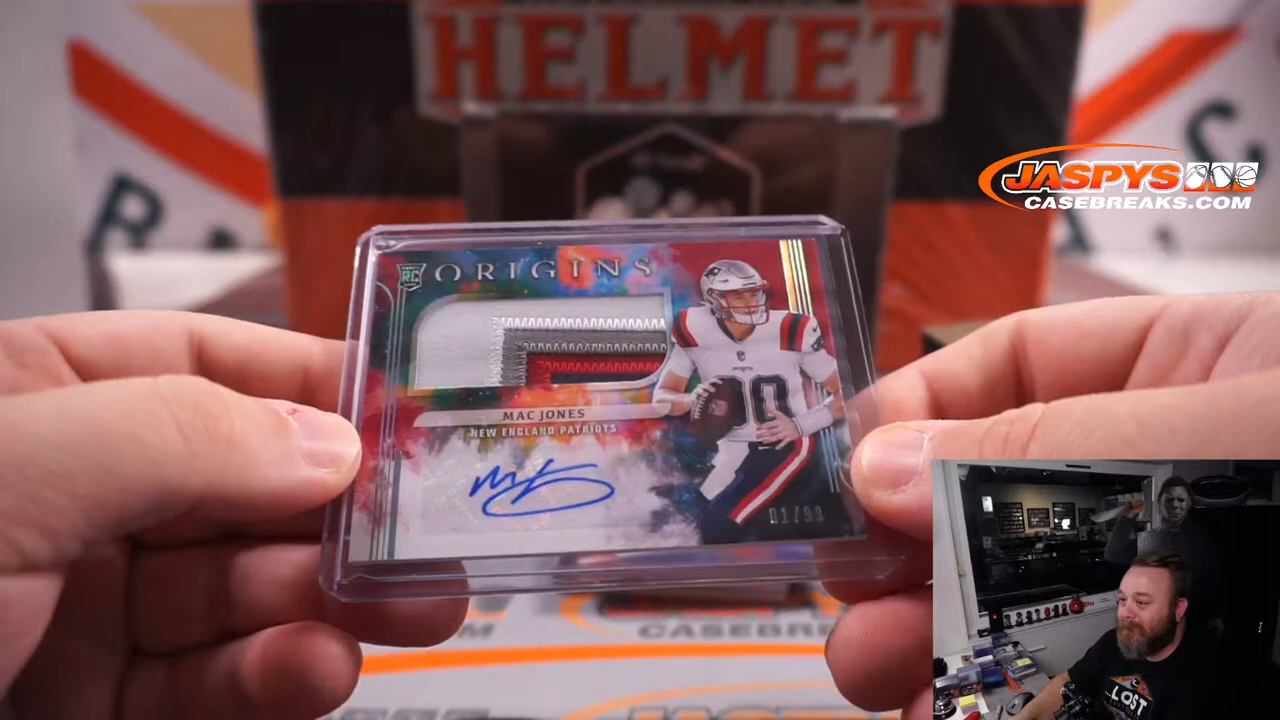 HELMET
JASPYS
CASEBREAKS.COM
RC ORIGINS
MAC JONES
NEW ENGLAND PATRIOTS
01/99
LOST
CASEBRE